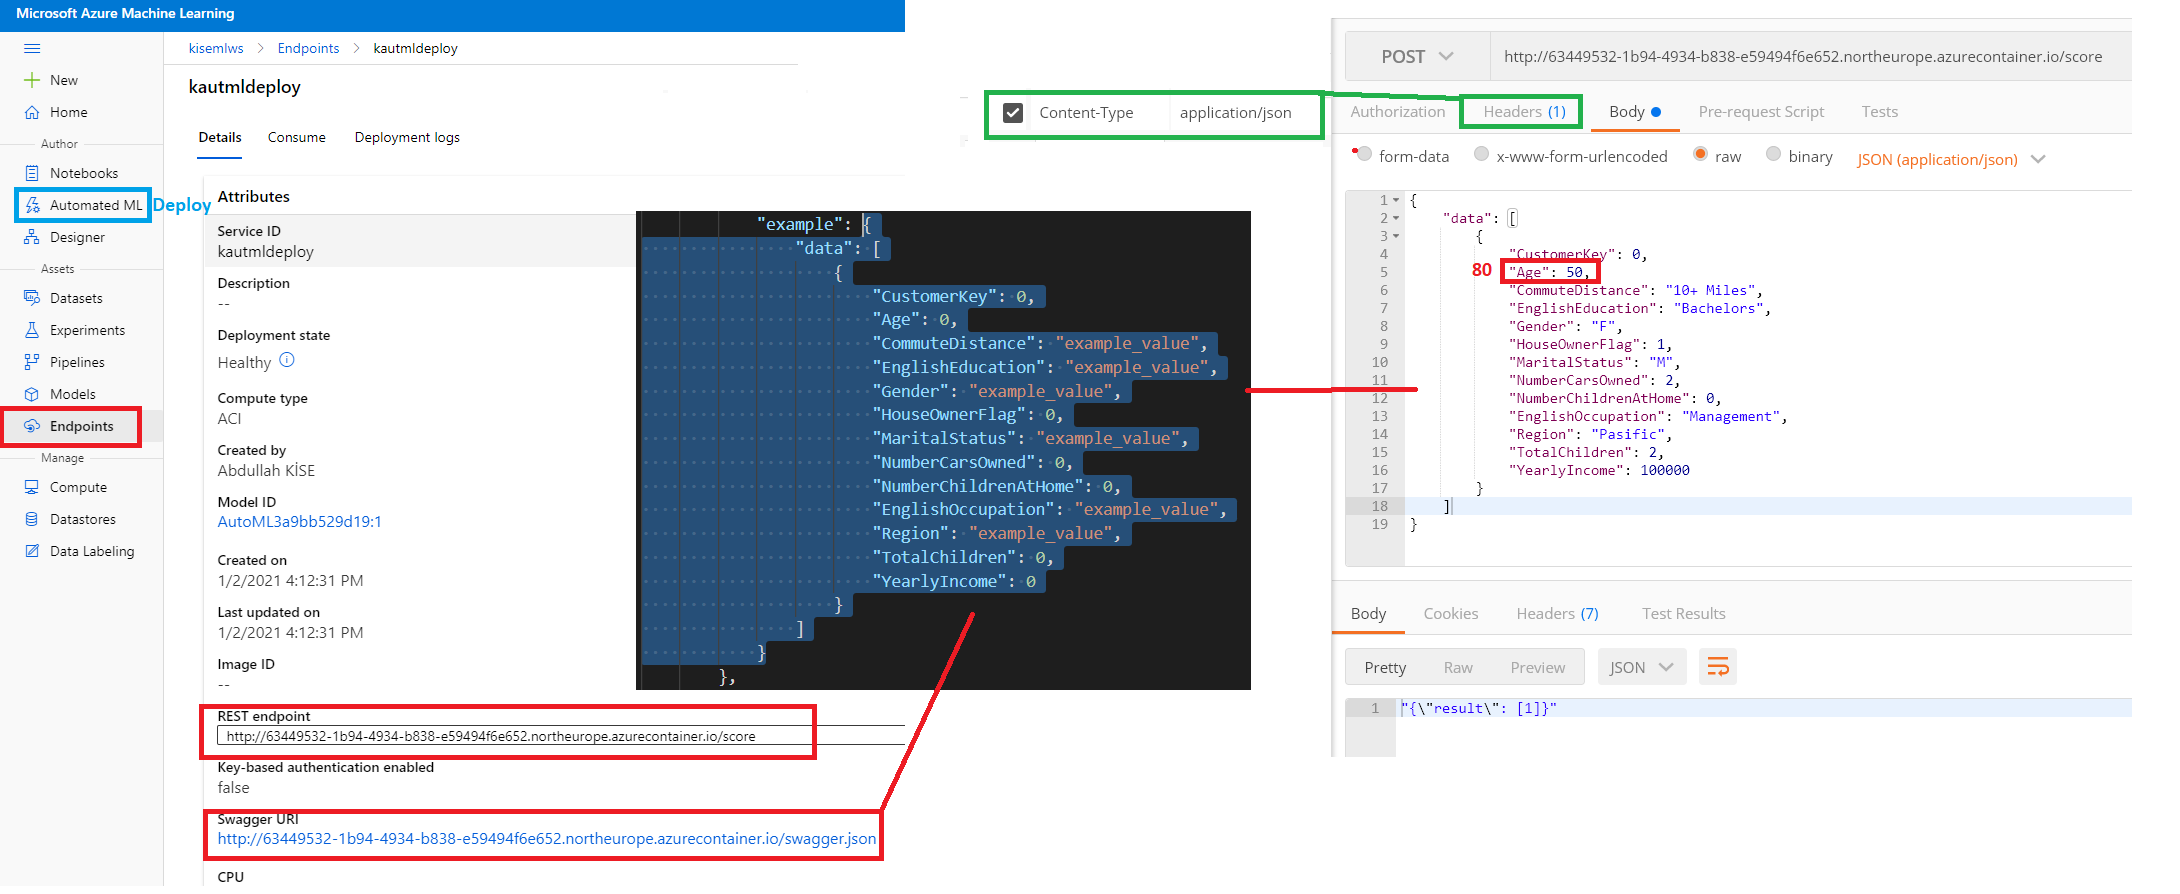 Microsoft Azure Machine Learning
New
Home
Author
Notebooks
Automated ML
Deploy
Designer
Assets
Datasets
Experiments
Pipelines
Models
Endpoints
Manage
Compute
Datastores
Data Labeling
kisemlws > Endpoints > kautmldeploy
kautmldeploy
Details Consume Deployment logs
Attributes
Service ID
kautmldeploy
Description
--
Deployment state
Healthy
Compute type
ACI
Created by
Abdullah KİSE
Model ID
AutoML3a9bb529d19:1
Created on
1/2/2021 4:12:31 PM
Last updated on
1/2/2021 4:12:31 PM
Image ID
--
REST endpoint
http://63449532-1b94-4934-b838-e59494f6e652.northeurope.azurecontainer.io/score
Key-based authentication enabled
false
Swagger URI
http://63449532-1b94-4934-b838-e59494f6e652.northeurope.azurecontainer.io/swagger.json
CPU
"example": {
"data": [
{
"CustomerKey": 0,
"Age": 0,
"CommuteDistance": "example_value",
"EnglishEducation": "example_value",
"Gender": "example_value",
"HouseOwnerFlag": 0,
"MaritalStatus": "example_value",
"NumberCarsOwned": 0,
"NumberChildrenAtHome": 0,
"EnglishOccupation": "example_value",
"Region": "example_value",
"TotalChildren": 0,
"YearlyIncome": 0
}
]
}
},
Content-Type application/json
POST http://63449532-1b94-4934-b838-e59494f6e652.northeurope.azurecontainer.io/score
Authorization Headers (1) Body Pre-request Script Tests
form-data x-www-form-urlencoded raw binary JSON (application/json)
1 {
2 "data": [
3 {
4 "CustomerKey": 0,
80
5 "Age": 50,
6 "CommuteDistance": "10+ Miles",
7 "EnglishEducation": "Bachelors",
8 "Gender": "F",
9 "HouseOwnerFlag": 1,
10 "MaritalStatus": "M",
11 "NumberCarsOwned": 2,
12 "NumberChildrenAtHome": 0,
13 "EnglishOccupation": "Management",
14 "Region": "Pasific",
15 "TotalChildren": 2,
16 "YearlyIncome": 100000
17 }
18 ]
19 }
Body Cookies Headers (7) Test Results
Pretty Raw Preview JSON
1 "{\"result\": [1]}"